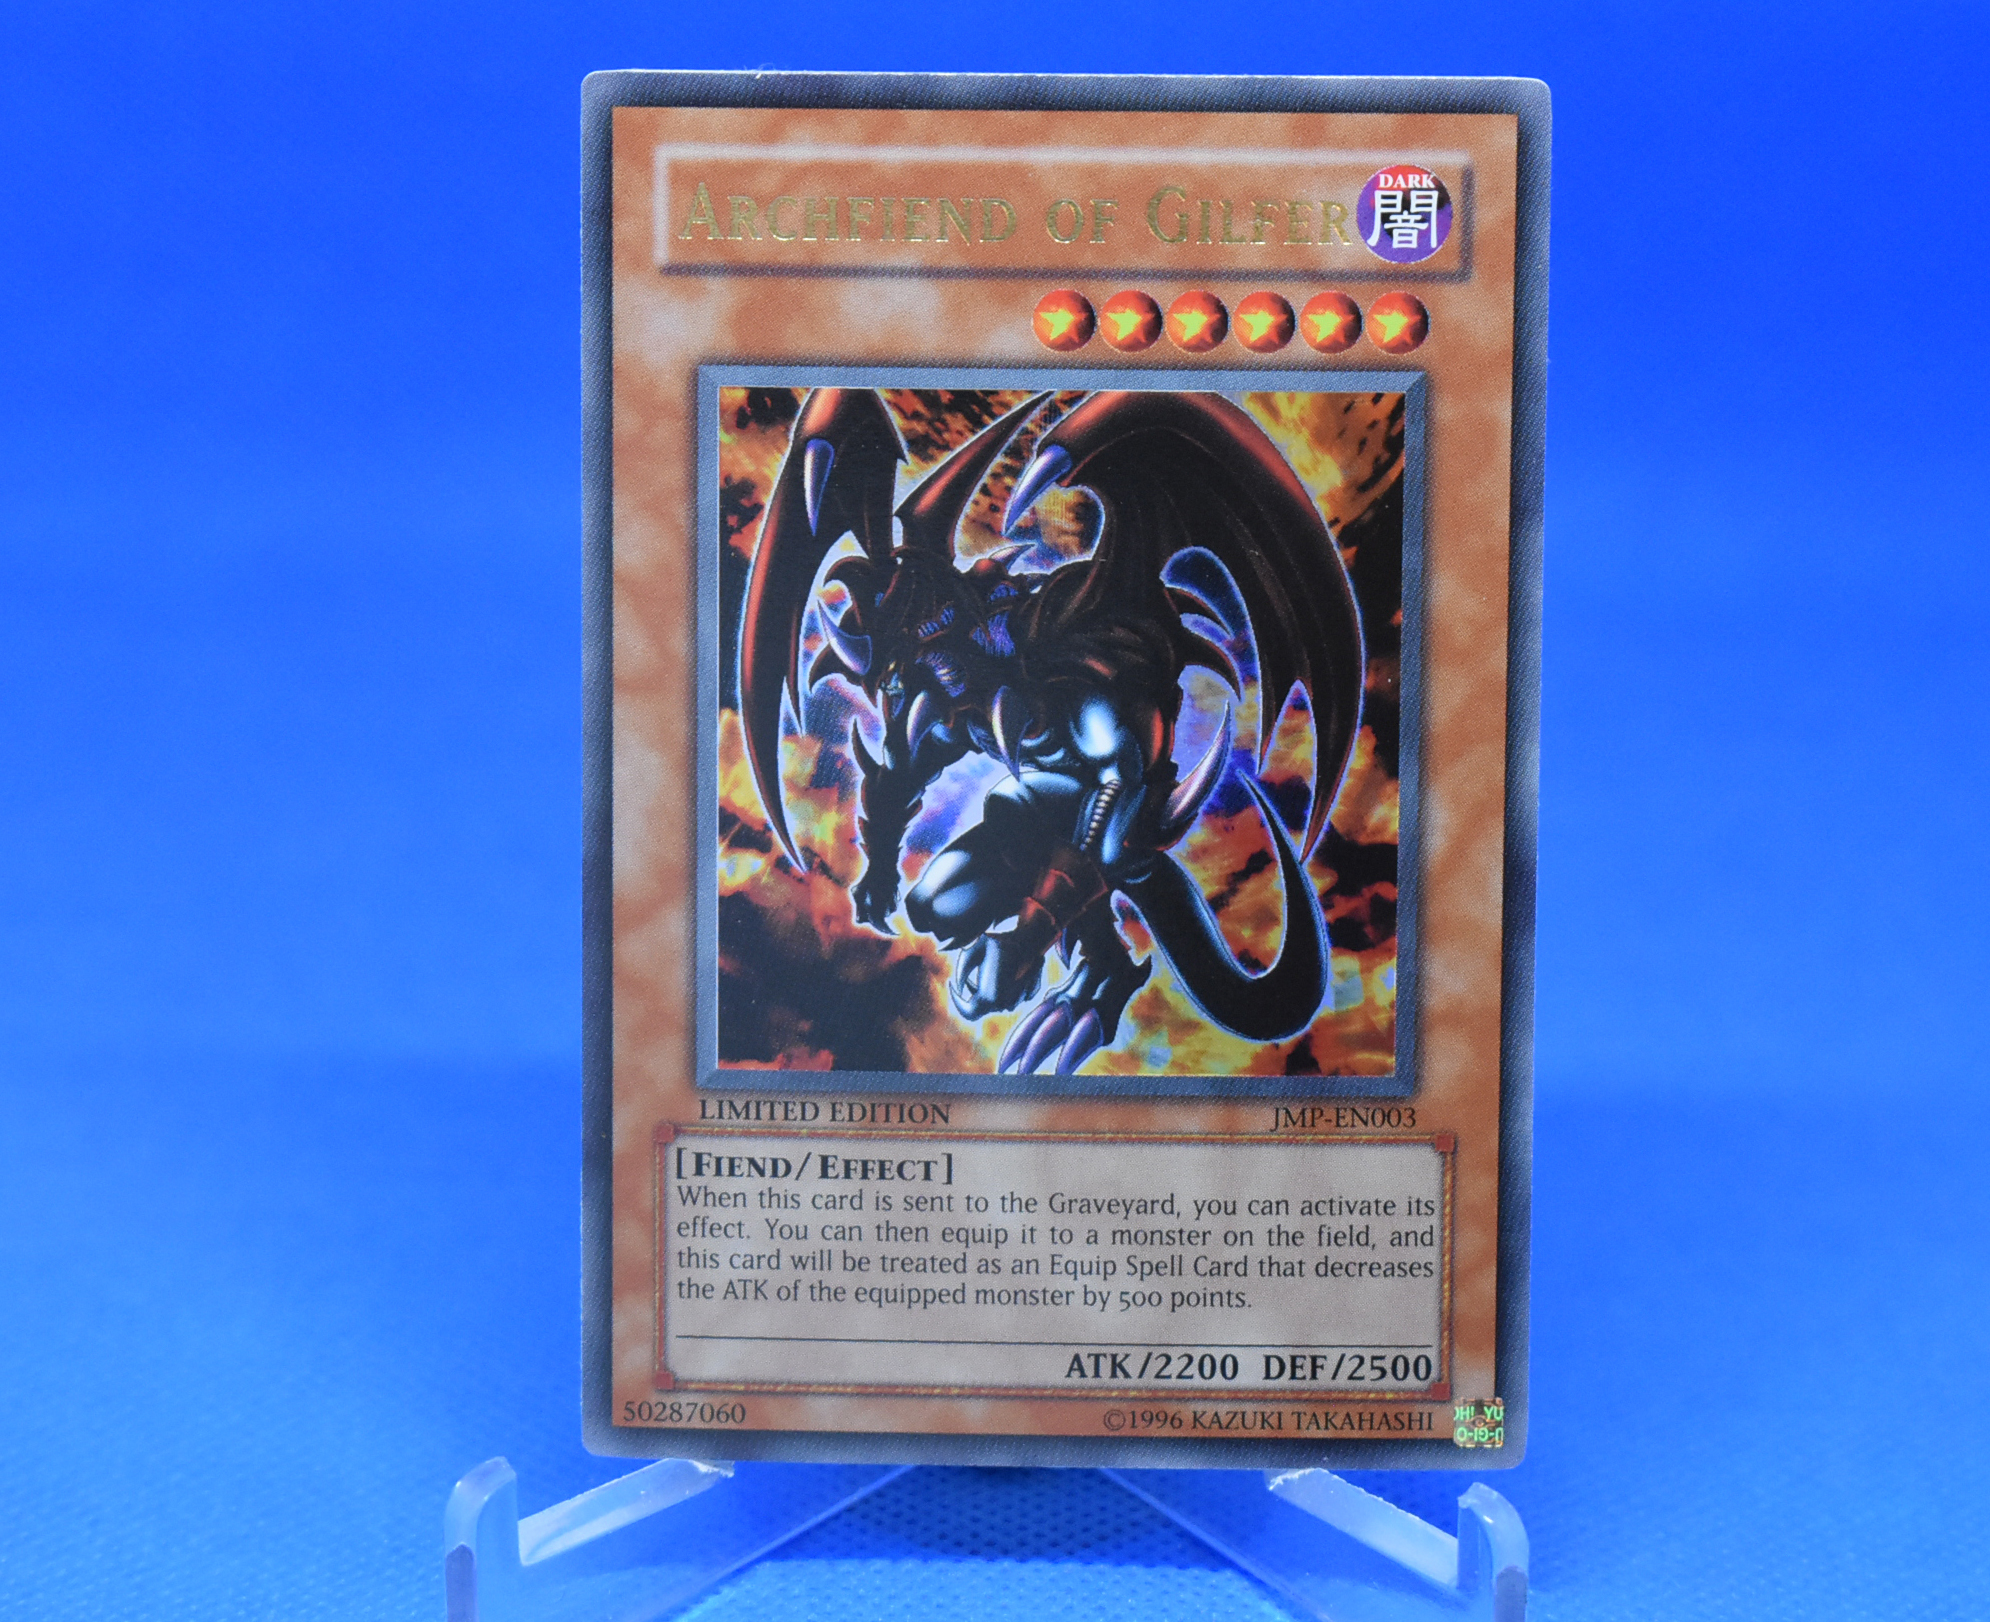 ARCHFIEND OF GILFER
DARK
闇
LIMITED EDITION
JMP-EN003
[FIEND/EFFECT]
When this card is sent to the Graveyard, you can activate its
effect. You can then equip it to a monster on the field, and
this card will be treated as an Equip Spell Card that decreases
the ATK of the equipped monster by 500 points.
ATK/2200 DEF/2500
50287060
©1996 KAZUKI TAKAHASHI